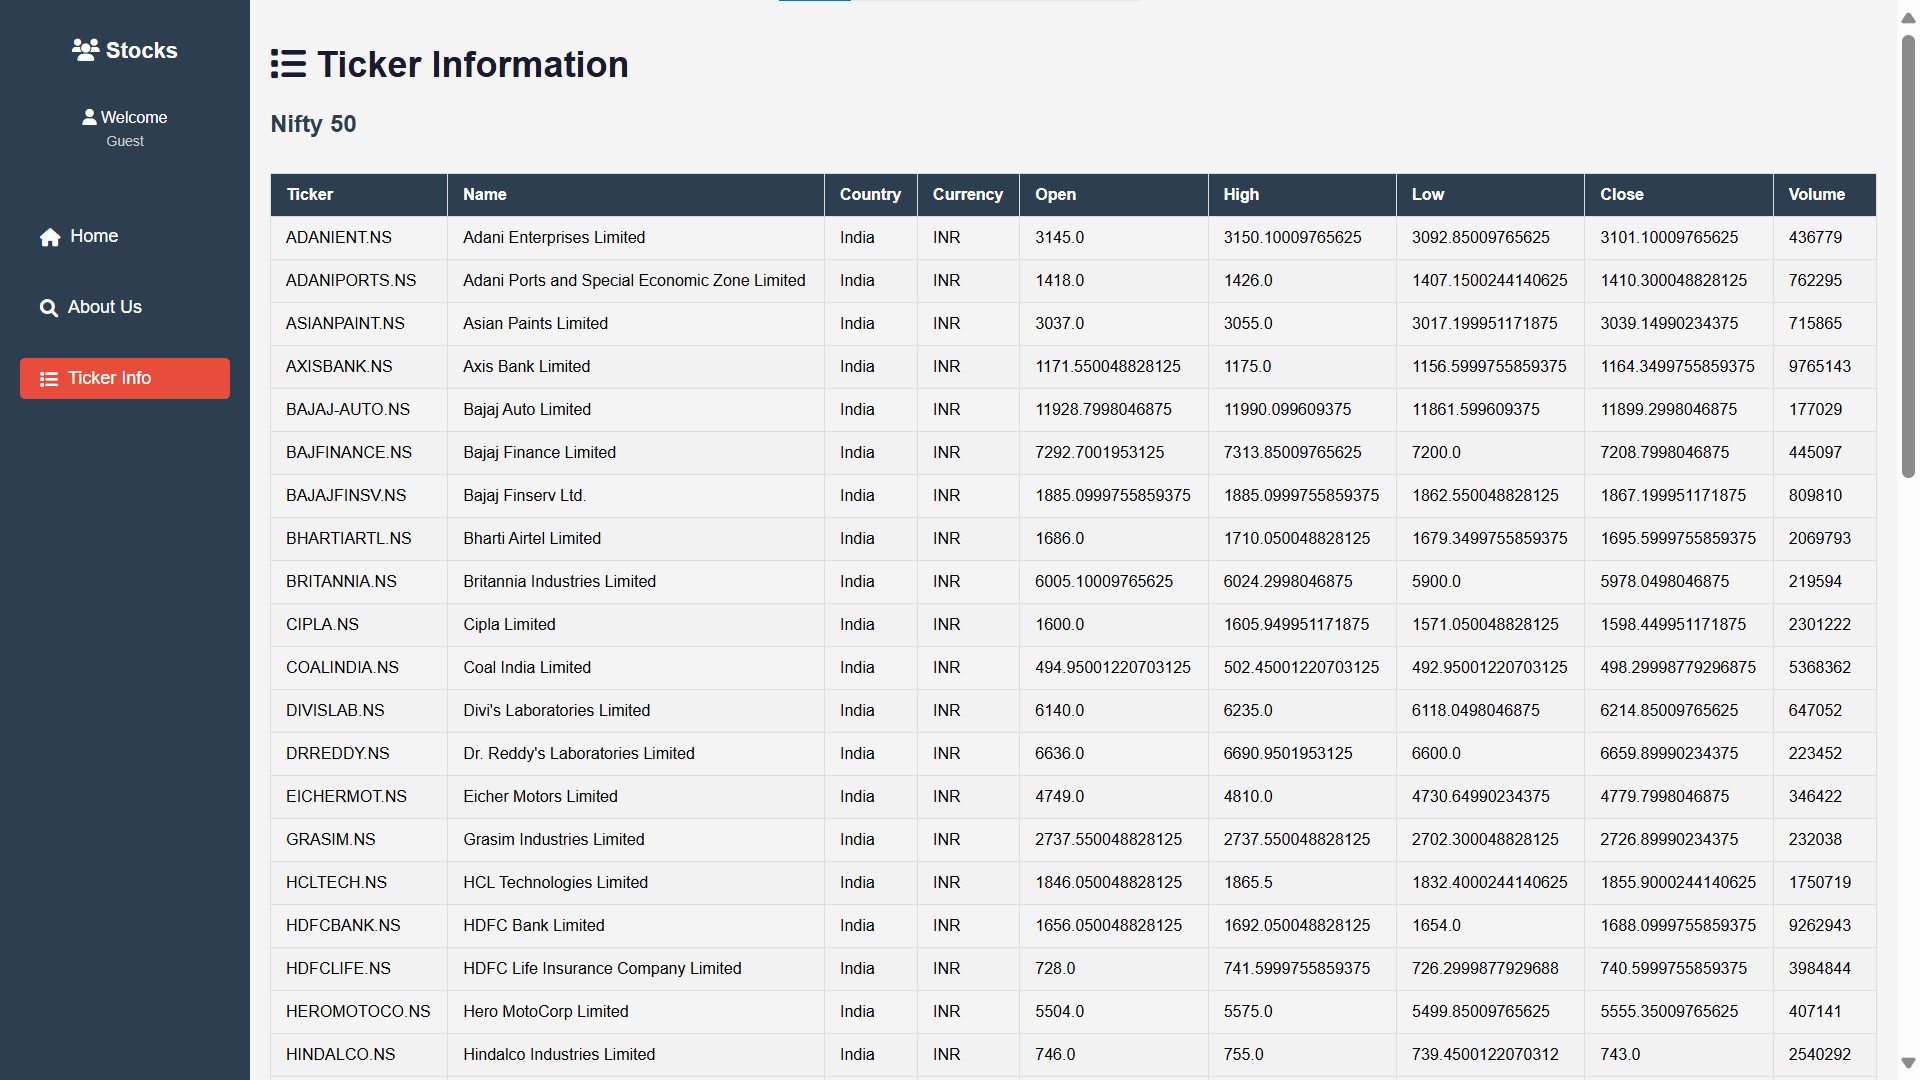 Stocks
Welcome
Guest
Home
About Us
Ticker Info
Ticker Information
Nifty 50
Ticker Name Country Currency Open High Low Close Volume
ADANIENT.NS Adani Enterprises Limited India INR 3145.0 3150.10009765625 3092.85009765625 3101.10009765625 436779
ADANIPORTS.NS Adani Ports and Special Economic Zone Limited India INR 1418.0 1426.0 1407.1500244140625 1410.300048828125 762295
ASIANPAINT.NS Asian Paints Limited India INR 3037.0 3055.0 3017.199951171875 3039.14990234375 715865
AXISBANK.NS Axis Bank Limited India INR 1171.550048828125 1175.0 1156.5999755859375 1164.3499755859375 9765143
BAJAJ-AUTO.NS Bajaj Auto Limited India INR 11928.7998046875 11990.099609375 11861.599609375 11899.2998046875 177029
BAJFINANCE.NS Bajaj Finance Limited India INR 7292.7001953125 7313.85009765625 7200.0 7208.7998046875 445097
BAJAJFINSV.NS Bajaj Finserv Ltd. India INR 1885.0999755859375 1885.0999755859375 1862.550048828125 1867.199951171875 809810
BHARTIARTL.NS Bharti Airtel Limited India INR 1686.0 1710.050048828125 1679.3499755859375 1695.5999755859375 2069793
BRITANNIA.NS Britannia Industries Limited India INR 6005.10009765625 6024.2998046875 5900.0 5978.0498046875 219594
CIPLA.NS Cipla Limited India INR 1600.0 1605.949951171875 1571.050048828125 1598.449951171875 2301222
COALINDIA.NS Coal India Limited India INR 494.95001220703125 502.45001220703125 492.95001220703125 498.29998779296875 5368362
DIVISLAB.NS Divi's Laboratories Limited India INR 6140.0 6235.0 6118.0498046875 6214.85009765625 647052
DRREDDY.NS Dr. Reddy's Laboratories Limited India INR 6636.0 6690.9501953125 6600.0 6659.89990234375 223452
EICHERMOT.NS Eicher Motors Limited India INR 4749.0 4810.0 4730.64990234375 4779.7998046875 346422
GRASIM.NS Grasim Industries Limited India INR 2737.550048828125 2737.550048828125 2702.300048828125 2726.89990234375 232038
HCLTECH.NS HCL Technologies Limited India INR 1846.050048828125 1865.5 1832.4000244140625 1855.9000244140625 1750719
HDFCBANK.NS HDFC Bank Limited India INR 1656.050048828125 1692.050048828125 1654.0 1688.0999755859375 9262943
HDFCLIFE.NS HDFC Life Insurance Company Limited India INR 728.0 741.5999755859375 726.2999877929688 740.5999755859375 3984844
HEROMOTOCO.NS Hero MotoCorp Limited India INR 5504.0 5575.0 5499.85009765625 5555.35009765625 407141
HINDALCO.NS Hindalco Industries Limited India INR 746.0 755.0 739.4500122070312 743.0 2540292